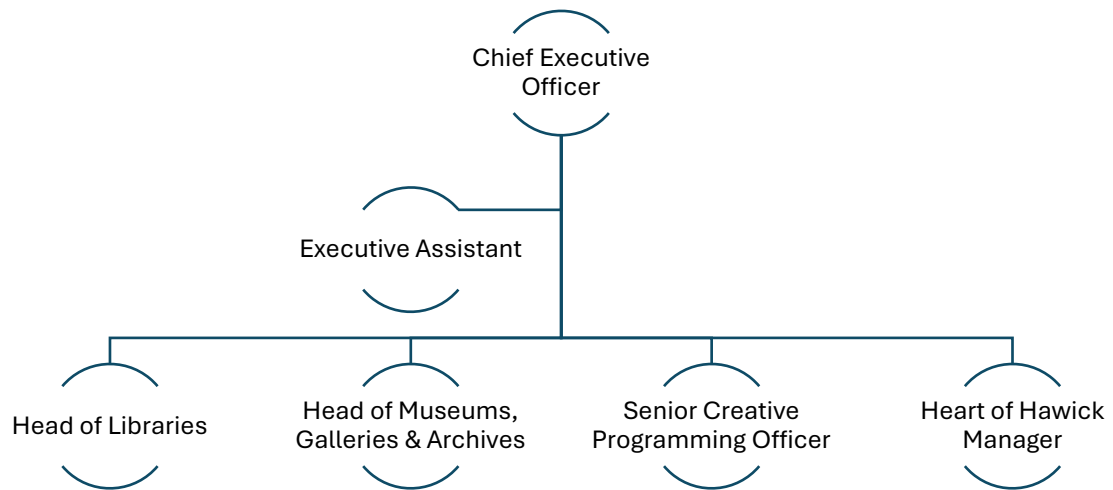 Chief Executive
Officer
Executive Assistant
Head of Libraries
Head of Museums,
Galleries & Archives
Senior Creative
Programming Officer
Heart of Hawick
Manager